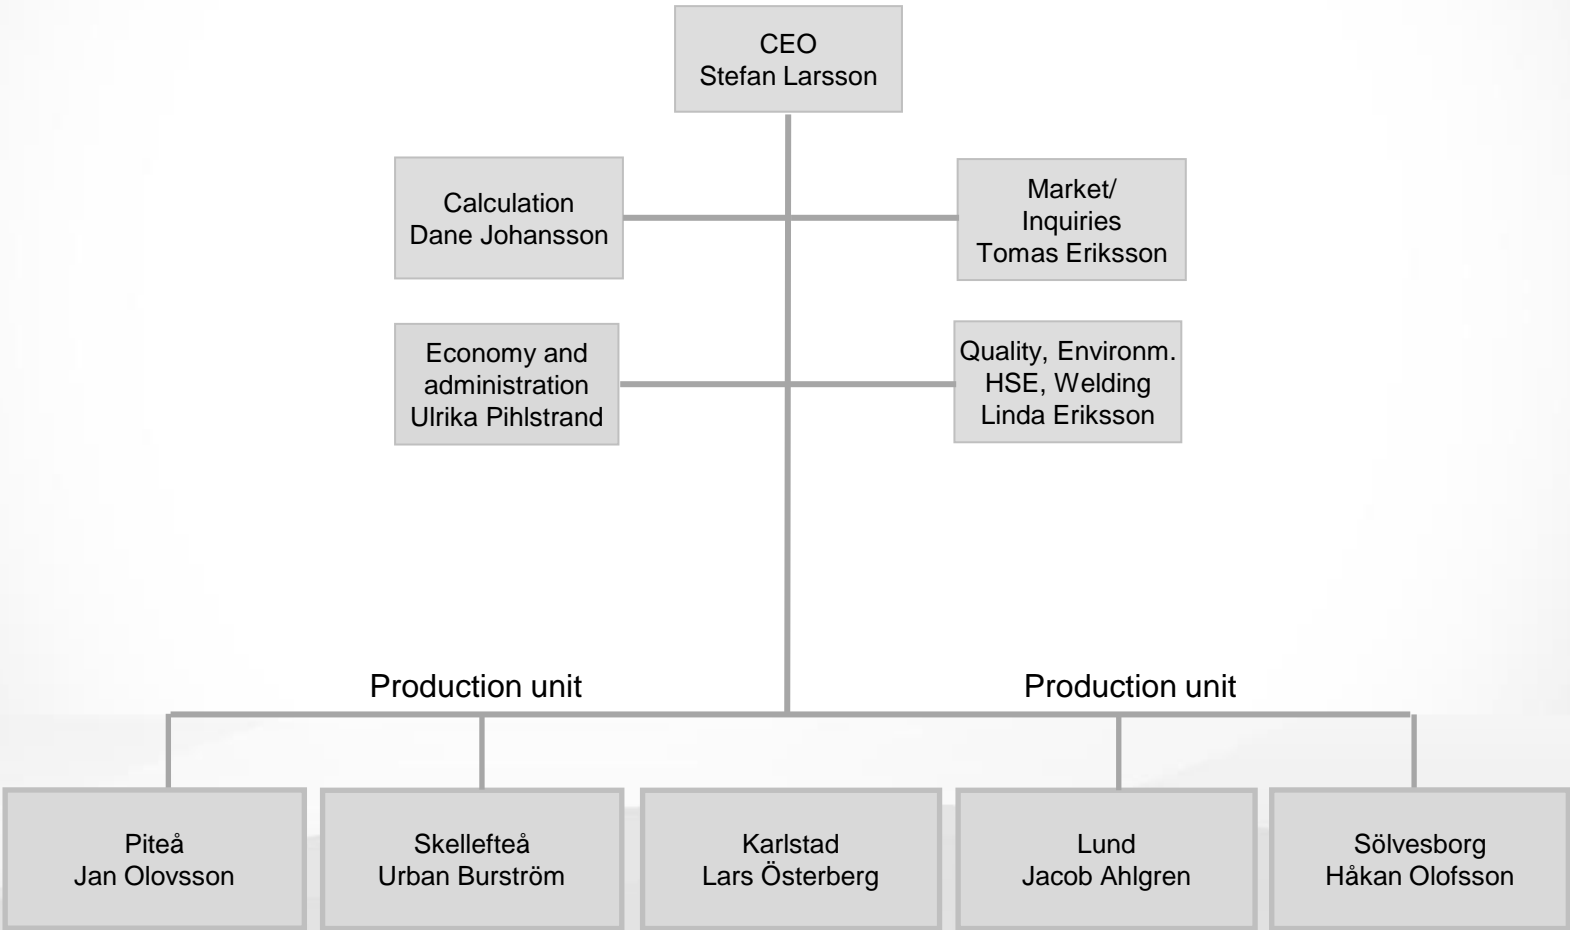 CEO
Stefan Larsson
Calculation
Dane Johansson
Market/
Inquiries
Tomas Eriksson
Economy and
administration
Ulrika Pihlstrand
Quality, Environm.
HSE, Welding
Linda Eriksson
Production unit
Production unit
Piteå
Jan Olovsson
Skellefteå
Urban Burström
Karlstad
Lars Österberg
Lund
Jacob Ahlgren
Sölvesborg
Håkan Olofsson